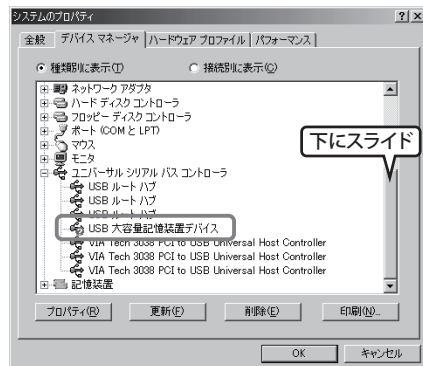 システムのプロパティ
全般 デバイス マネージャ ハードウェア プロファイル パフォーマンス
種類別に表示(T) 接続別に表示(C)
ネットワーク アダプタ
ハード ディスク コントローラ
フロッピー ディスク コントローラ
ポート (COM と LPT)
マウス
モニタ
ユニバーサル シリアル バス コントローラ
USB ルート ハブ
USB ルート ハブ
USB ルート ハブ
USB 大容量記憶装置デバイス
VIA Tech 3038 PCI to USB Universal Host Controller
VIA Tech 3038 PCI to USB Universal Host Controller
VIA Tech 3038 PCI to USB Universal Host Controller
記憶装置
下にスライド
プロパティ(R) 更新(F) 削除(E) 印刷(N)...
OK キャンセル